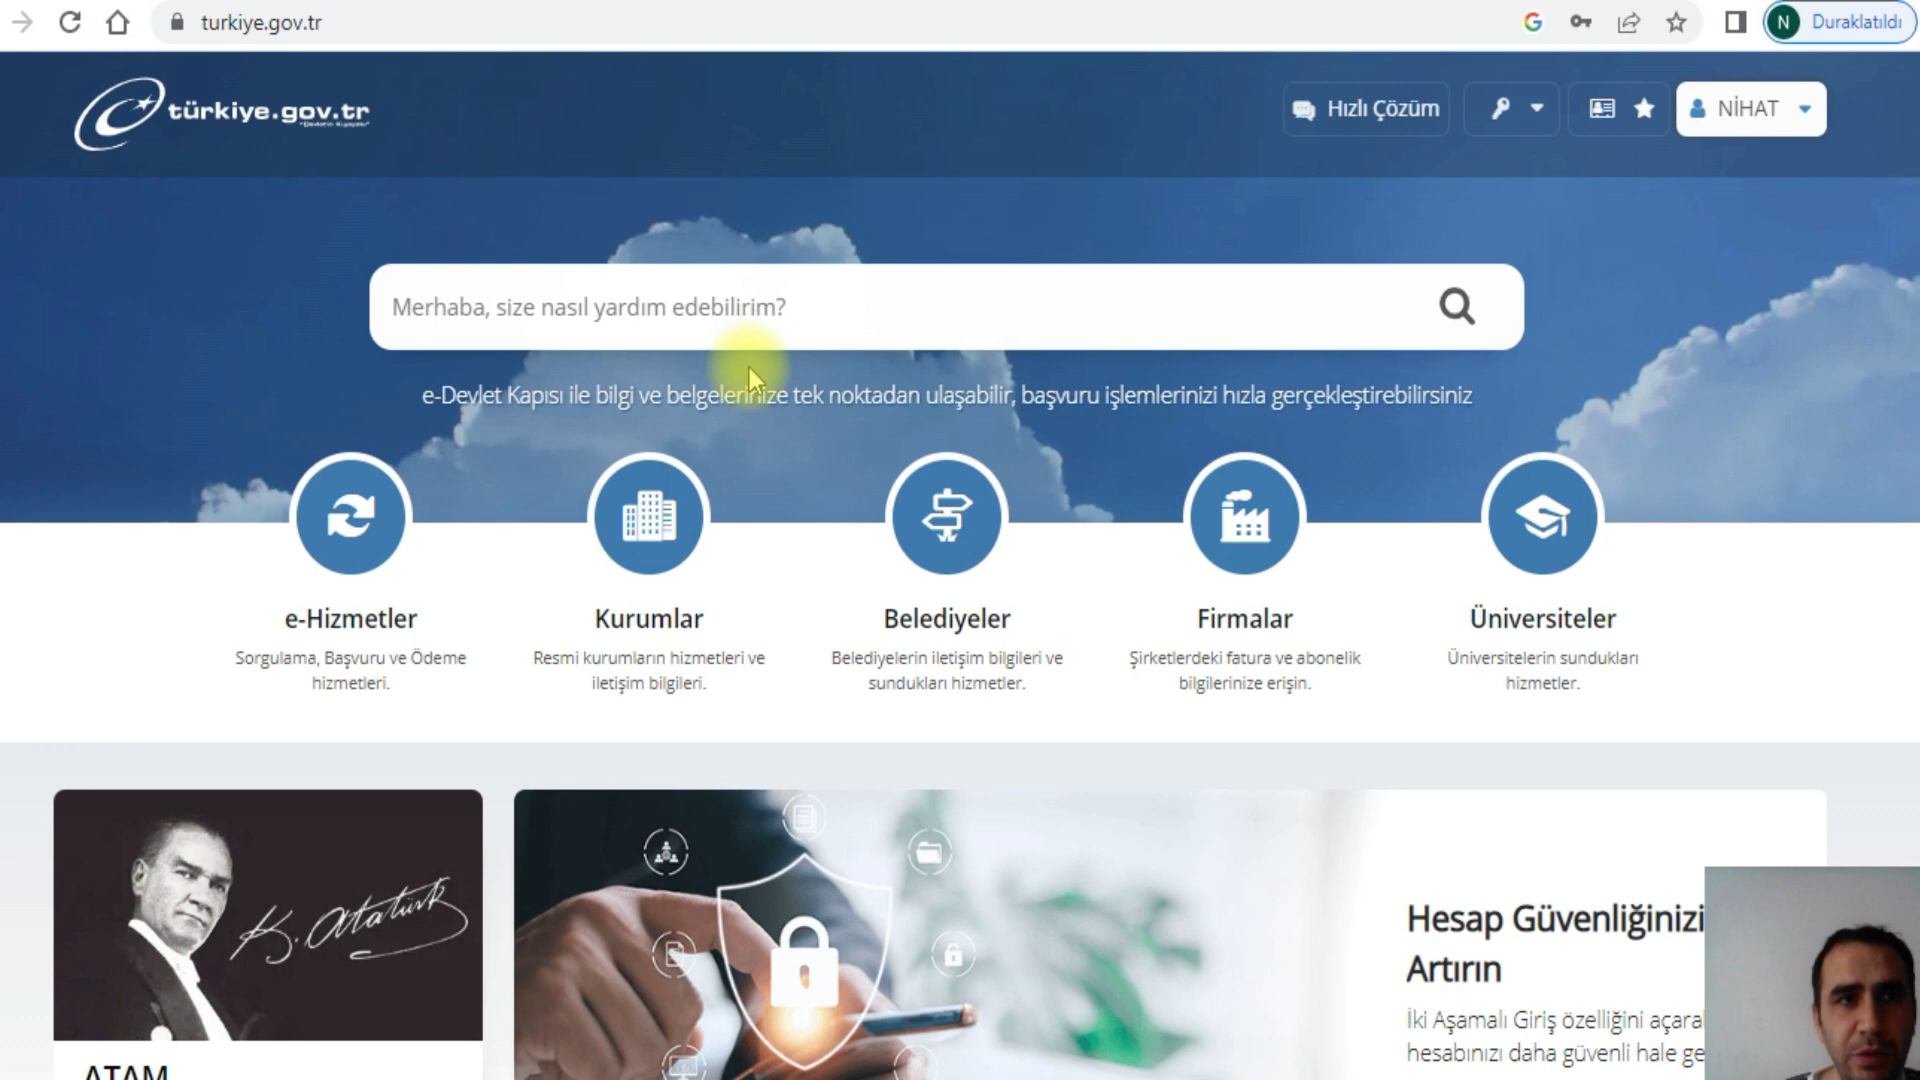 turkiye.gov.tr
N
Duraklatıldı
türkiye.gov.tr
Hızlı Çözüm
NİHAT
Merhaba, size nasıl yardım edebilirim?
e-Devlet Kapısı ile bilgi ve belgelerinize tek noktadan ulaşabilir, başvuru işlemlerinizi hızla gerçekleştirebilirsiniz
e-Hizmetler
Sorgulama, Başvuru ve Ödeme
hizmetleri.
Kurumlar
Resmi kurumların hizmetleri ve
iletişim bilgileri.
Belediyeler
Belediyelerin iletişim bilgileri ve
sundukları hizmetler.
Firmalar
Şirketlerdeki fatura ve abonelik
bilgilerinize erişin.
Üniversiteler
Üniversitelerin sundukları
hizmetler.
K. Atatürk
ATAM
Hesap Güvenliğinizi
Artırın
İki Aşamalı Giriş özelliğini açara
hesabınızı daha güvenli hale ge